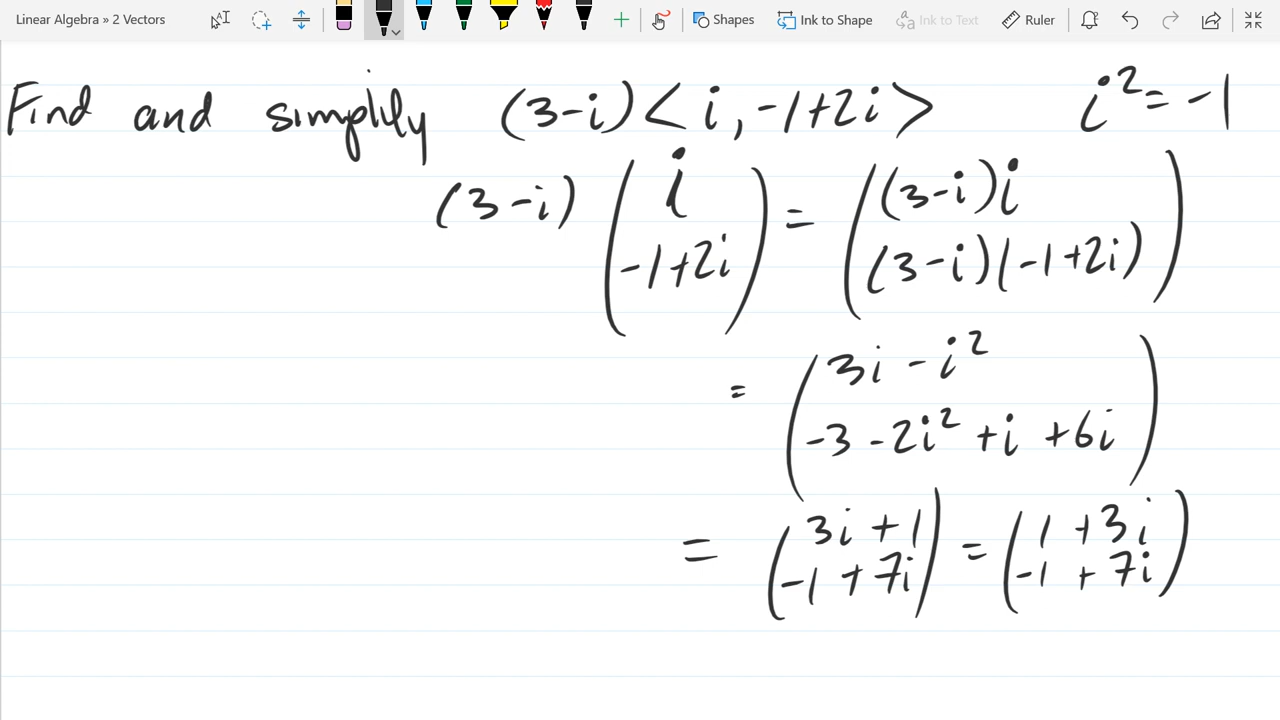 Linear Algebra » 2 Vectors Shapes Ink to Shape Ink to Text Ruler
Find and simplify (3-i)<i, -1+2i> i² = -1
(3-i) (i
-1+2i) = ((3-i)i
(3-i)(-1+2i))
= (3i - i²
-3 -2i² +i +6i)
= (3i + 1
-1 + 7i) = (1 + 3i
-1 + 7i)